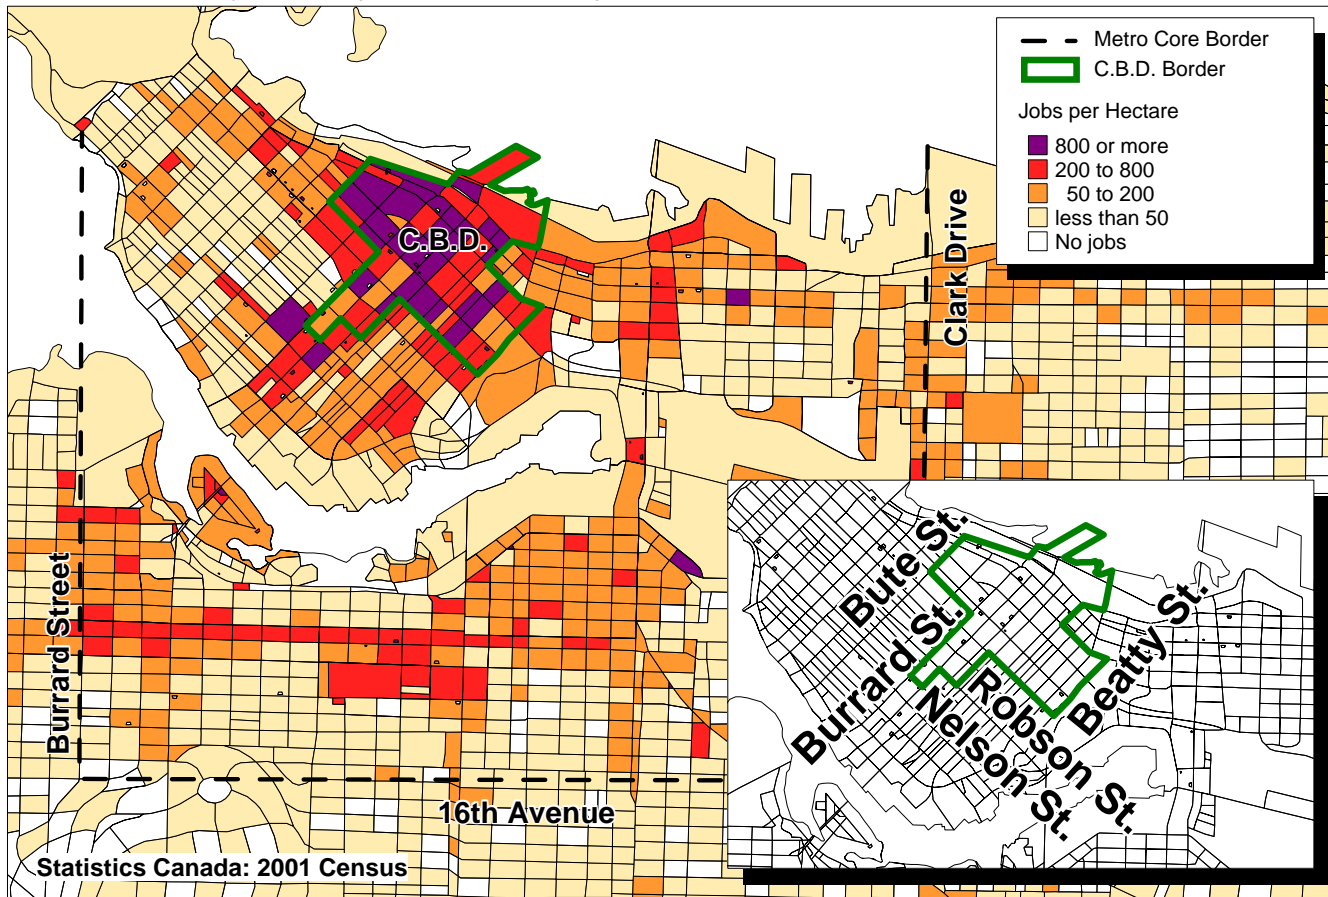 Metro Core Border
C.B.D. Border
Jobs per Hectare
800 or more
200 to 800
50 to 200
less than 50
No jobs
C.B.D.
Clark Drive
Burrard Street
16th Avenue
Statistics Canada: 2001 Census
Bute St.
Burrard St.
Nelson St.
Robson St.
Beatty St.